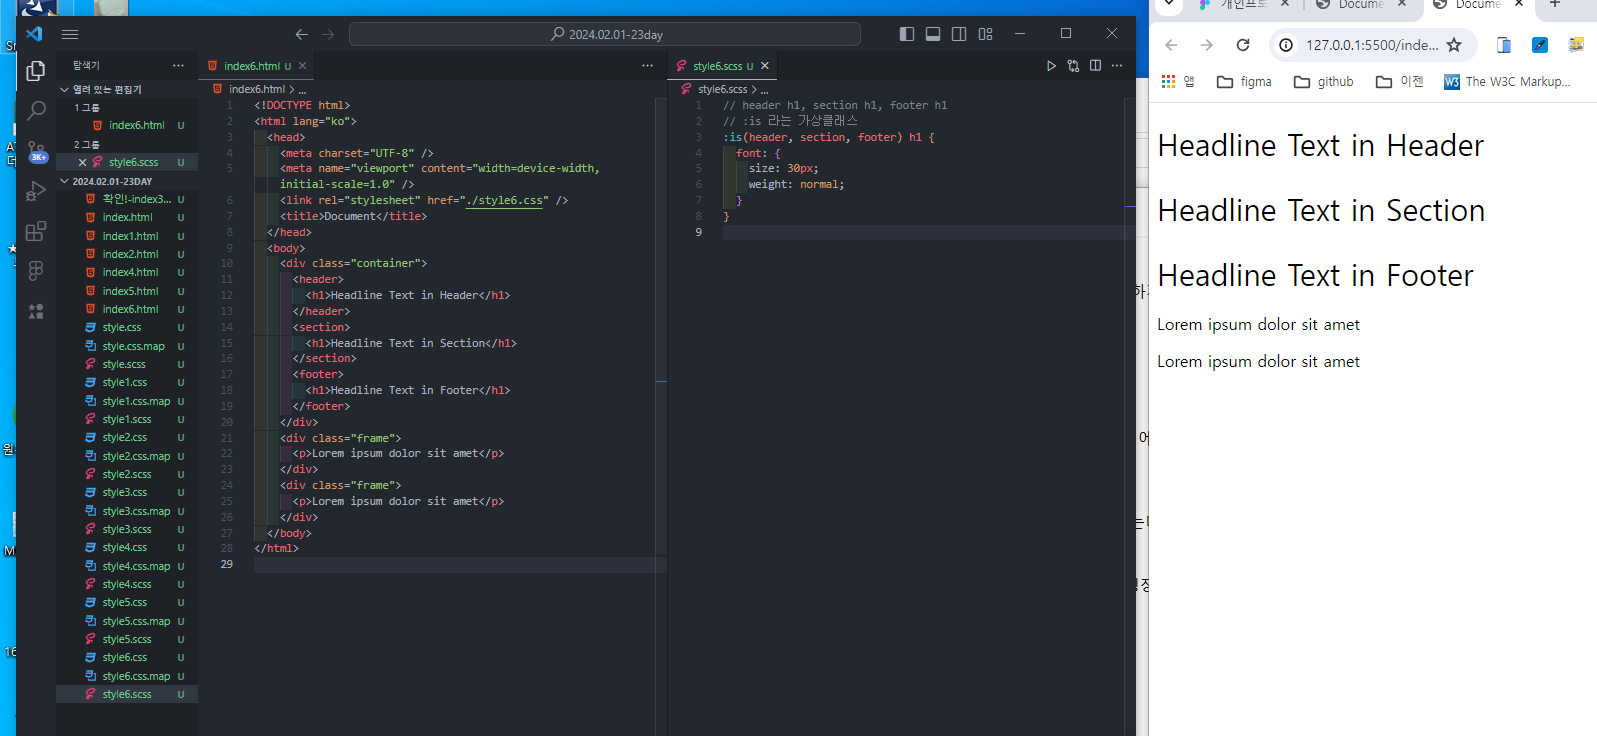 2024.02.01-23day
탐색기
열려 있는 편집기
1 그룹
index6.html U
2 그룹
style6.scss U
2024.02.01-23DAY
확인!-index3... U
index.html U
index1.html U
index2.html U
index4.html U
index5.html U
index6.html U
style.css U
style.css.map U
style.scss U
style1.css U
style1.css.map U
style1.scss U
style2.css U
style2.css.map U
style2.scss U
style3.css U
style3.css.map U
style3.scss U
style4.css U
style4.css.map U
style4.scss U
style5.css U
style5.css.map U
style5.scss U
style6.css U
style6.css.map U
style6.scss U
3K+
index6.html U
index6.html > ...
1 <!DOCTYPE html>
2 <html lang="ko">
3 <head>
4 <meta charset="UTF-8" />
5 <meta name="viewport" content="width=device-width,
initial-scale=1.0" />
6 <link rel="stylesheet" href="./style6.css" />
7 <title>Document</title>
8 </head>
9 <body>
10 <div class="container">
11 <header>
12 <h1>Headline Text in Header</h1>
13 </header>
14 <section>
15 <h1>Headline Text in Section</h1>
16 </section>
17 <footer>
18 <h1>Headline Text in Footer</h1>
19 </footer>
20 </div>
21 <div class="frame">
22 <p>Lorem ipsum dolor sit amet</p>
23 </div>
24 <div class="frame">
25 <p>Lorem ipsum dolor sit amet</p>
26 </div>
27 </body>
28 </html>
29
style6.scss U
style6.scss > ...
1 // header h1, section h1, footer h1
2 // :is 라는 가상클래스
3 :is(header, section, footer) h1 {
4 font: {
5 size: 30px;
6 weight: normal;
7 }
8 }
9
개인프로
Docume
Docume
127.0.0.1:5500/inde...
앱
figma
github
이젠
W3 The W3C Markup...
Headline Text in Header
Headline Text in Section
Headline Text in Footer
Lorem ipsum dolor sit amet
Lorem ipsum dolor sit amet